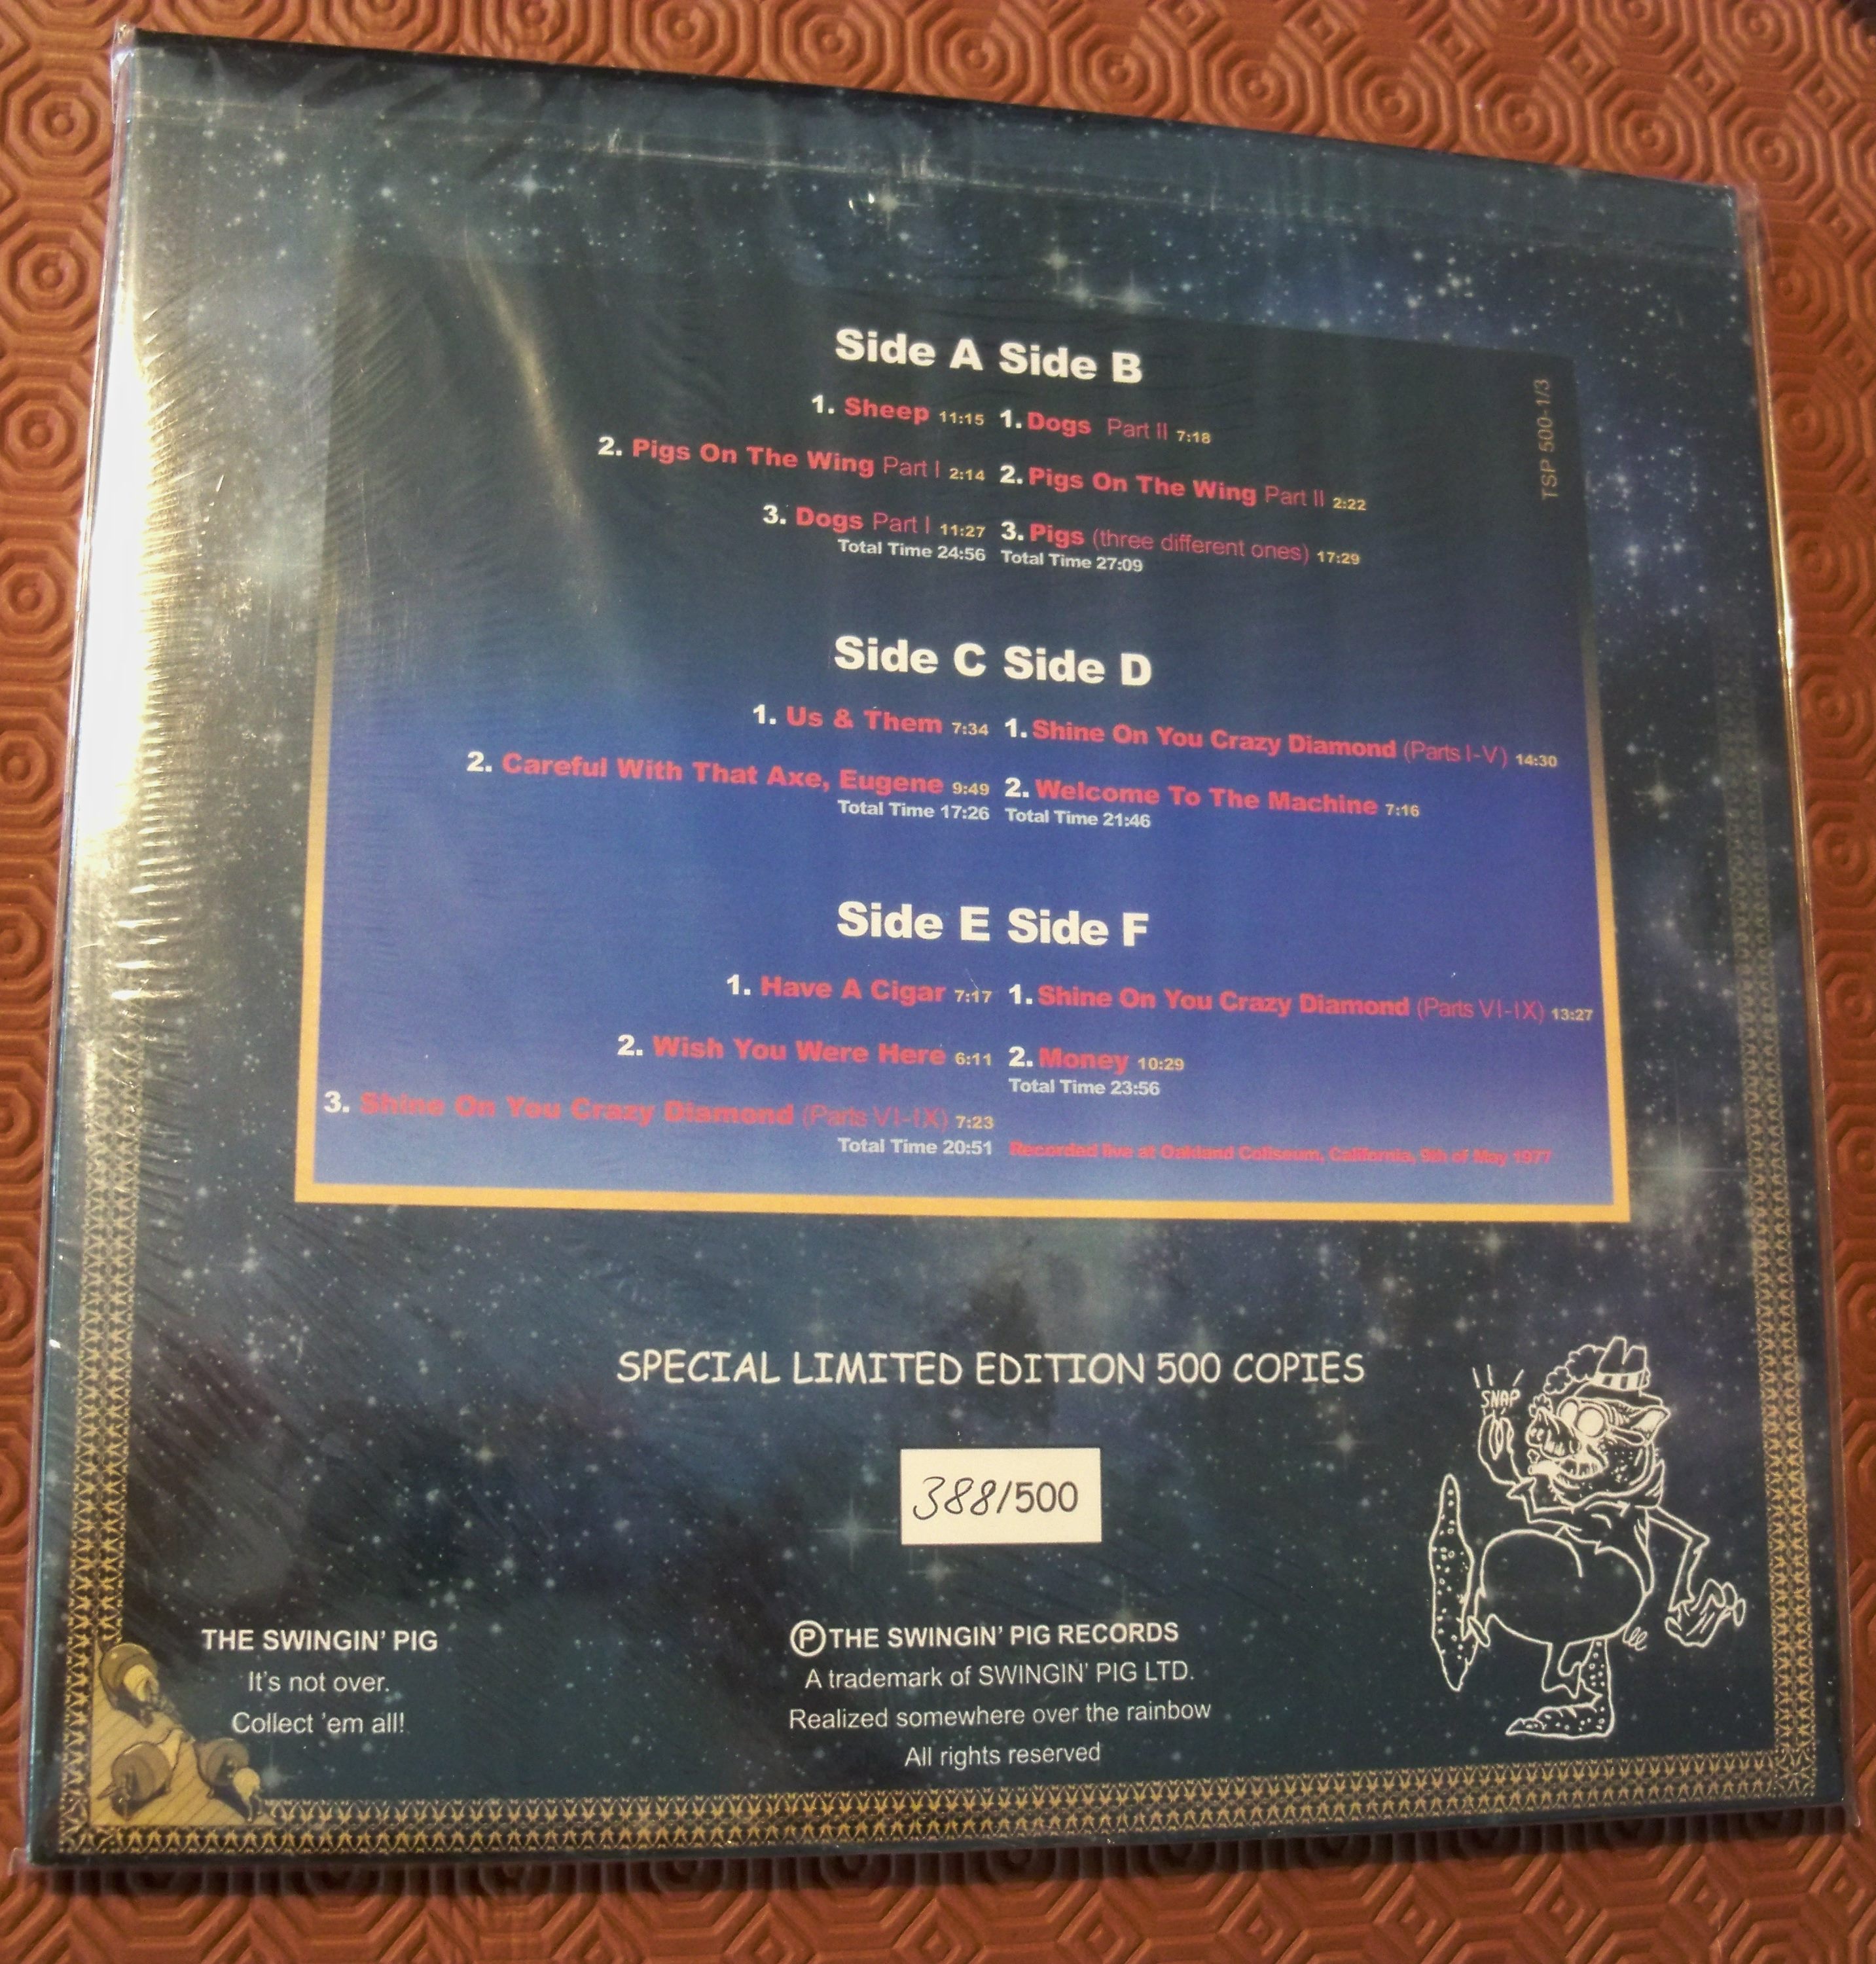 Side A
1. Sheep 11:15
2. Pigs On The Wing Part I 2:14
3. Dogs Part I 11:27
Total Time 24:56
Side B
1. Dogs Part II 7:18
2. Pigs On The Wing Part II 2:22
3. Pigs (three different ones) 17:29
Total Time 27:09
TSP 500-1/3
Side C
1. Us & Them 7:34
2. Careful With That Axe, Eugene 9:49
Total Time 17:26
Side D
1. Shine On You Crazy Diamond (Parts I-V) 14:30
2. Welcome To The Machine 7:16
Total Time 21:46
Side E
1. Have A Cigar 7:17
2. Wish You Were Here 6:11
3. Shine On You Crazy Diamond (Parts VI-IX) 7:23
Total Time 20:51
Side F
1. Shine On You Crazy Diamond (Parts VI-IX) 13:27
2. Money 10:29
Total Time 23:56
Recorded live at Oakland Coliseum, California, 9th of May 1977
SPECIAL LIMITED EDITION 500 COPIES
SNAP
388/500
THE SWINGIN' PIG
It's not over.
Collect 'em all!
Ⓟ THE SWINGIN' PIG RECORDS
A trademark of SWINGIN' PIG LTD.
Realized somewhere over the rainbow
All rights reserved